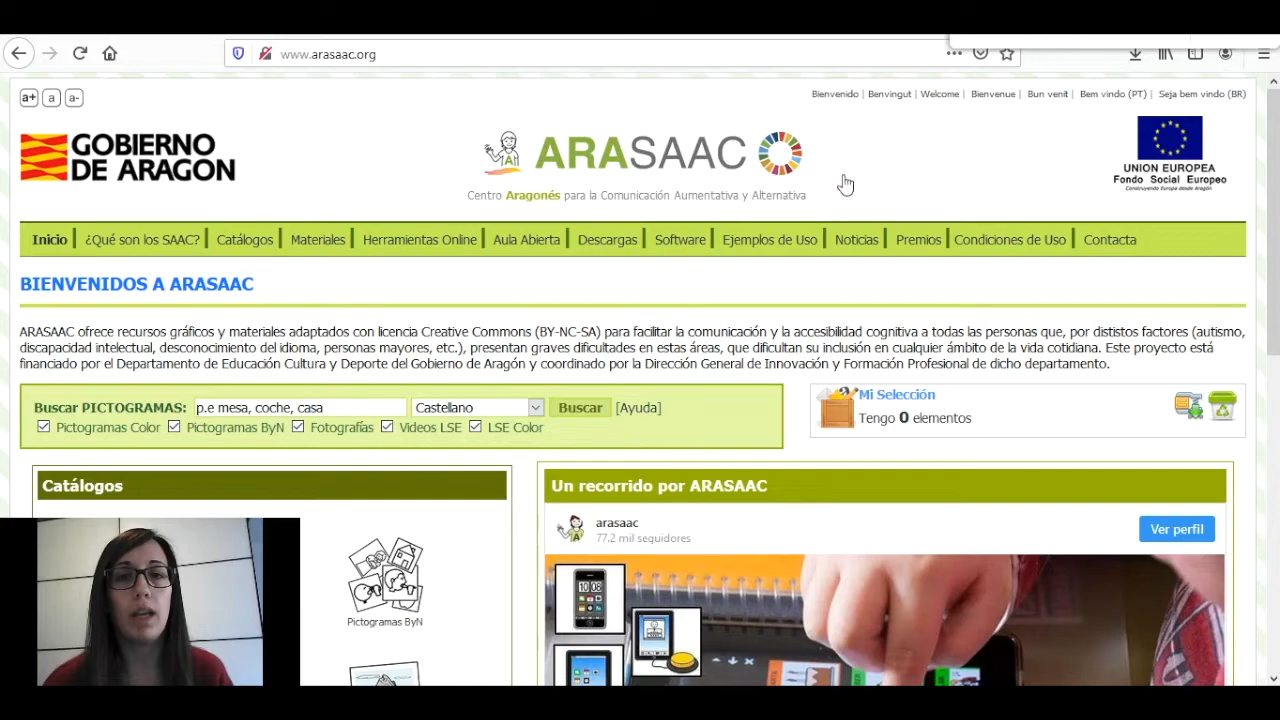 www.arasaac.org
a+ a a-
Bienvenido | Benvingut | Welcome | Bienvenue | Bun venit | Bem vindo (PT) | Seja bem vindo (BR)
GOBIERNO
DE ARAGON
ARASAAC
Centro Aragonés para la Comunicación Aumentativa y Alternativa
UNION EUROPEA
Fondo Social Europeo
Construyendo Europa desde Aragón
Inicio ¿Qué son los SAAC? Catálogos Materiales Herramientas Online Aula Abierta Descargas Software Ejemplos de Uso Noticias Premios Condiciones de Uso Contacta
BIENVENIDOS A ARASAAC
ARASAAC ofrece recursos gráficos y materiales adaptados con licencia Creative Commons (BY-NC-SA) para facilitar la comunicación y la accesibilidad cognitiva a todas las personas que, por dististos factores (autismo,
discapacidad intelectual, desconocimiento del idioma, personas mayores, etc.), presentan graves dificultades en estas áreas, que dificultan su inclusión en cualquier ámbito de la vida cotidiana. Este proyecto está
financiado por el Departamento de Educación Cultura y Deporte del Gobierno de Aragón y coordinado por la Dirección General de Innovación y Formación Profesional de dicho departamento.
Buscar PICTOGRAMAS: p.e mesa, coche, casa Castellano Buscar [Ayuda]
Pictogramas Color Pictogramas ByN Fotografías Videos LSE LSE Color
Mi Selección
Tengo 0 elementos
Catálogos
Pictogramas ByN
Un recorrido por ARASAAC
arasaac
77.2 mil seguidores
Ver perfil
10:08